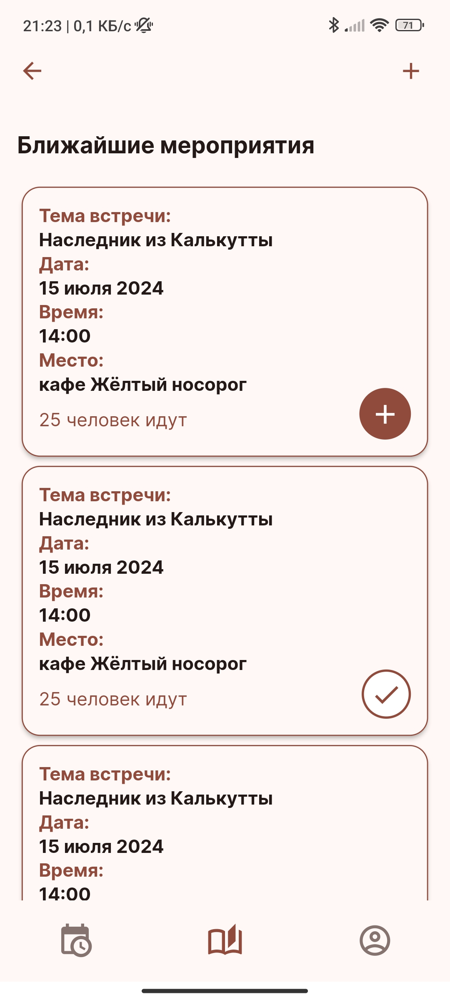 21:23 | 0,1 КБ/с
71
Ближайшие мероприятия
Тема встречи:
Наследник из Калькутты
Дата:
15 июля 2024
Время:
14:00
Место:
кафе Жёлтый носорог
25 человек идут
Тема встречи:
Наследник из Калькутты
Дата:
15 июля 2024
Время:
14:00
Место:
кафе Жёлтый носорог
25 человек идут
Тема встречи:
Наследник из Калькутты
Дата:
15 июля 2024
Время:
14:00